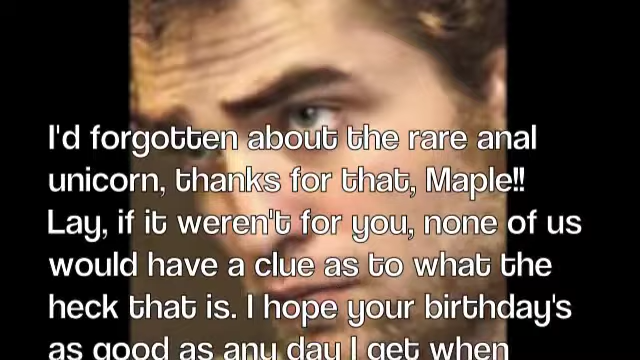 I'd forgotten about the rare anal
unicorn, thanks for that, Maple!!
Lay, if it weren't for you, none of us
would have a clue as to what the
heck that is. I hope your birthday's
as good as any day I get when